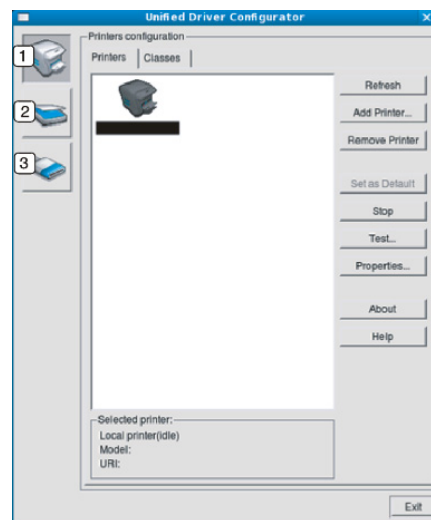 Unified Driver Configurator
Printers configuration
Printers
Classes
1
2
3
Refresh
Add Printer...
Remove Printer
Set as Default
Stop
Test...
Properties...
About
Help
Selected printer:
Local printer(idle)
Model:
URI:
Exit